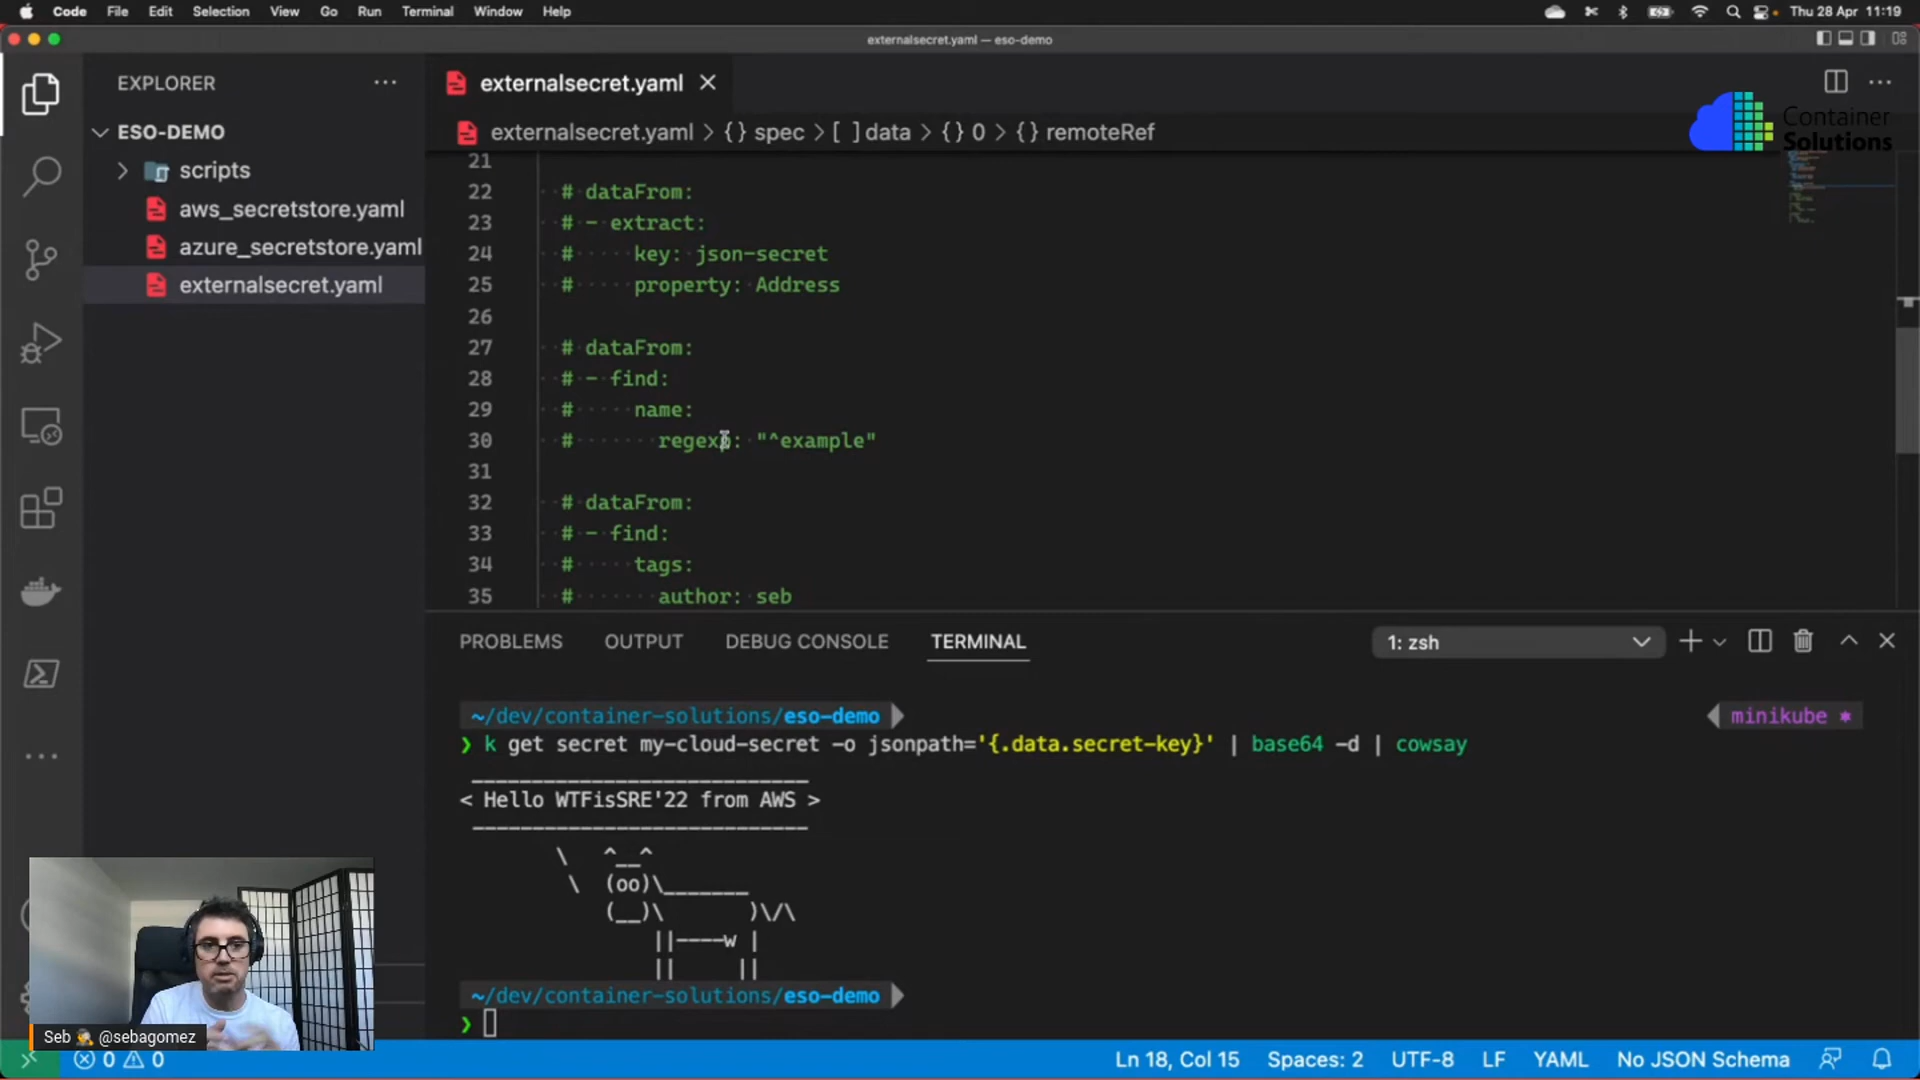 Code File Edit Selection View Go Run Terminal Window Help Thu 28 Apr 11:19
externalsecret.yaml — eso-demo
EXPLORER
ESO-DEMO
scripts
aws_secretstore.yaml
azure_secretstore.yaml
externalsecret.yaml
externalsecret.yaml
externalsecret.yaml > {} spec > [ ] data > {} 0 > {} remoteRef
Container
Solutions
21
22 # dataFrom:
23 # - extract:
24 # key: json-secret
25 # property: Address
26
27 # dataFrom:
28 # - find:
29 # name:
30 # regexp: "^example"
31
32 # dataFrom:
33 # - find:
34 # tags:
35 # author: seb
PROBLEMS OUTPUT DEBUG CONSOLE TERMINAL 1: zsh
~/dev/container-solutions/eso-demo minikube
❯ k get secret my-cloud-secret -o jsonpath='{.data.secret-key}' | base64 -d | cowsay
< Hello WTFisSRE'22 from AWS >
\ ^__^
\ (oo)\_______
(__)\ )\/\
||----w |
|| ||
~/dev/container-solutions/eso-demo
❯
Seb @sebagomez
0 0 Ln 18, Col 15 Spaces: 2 UTF-8 LF YAML No JSON Schema